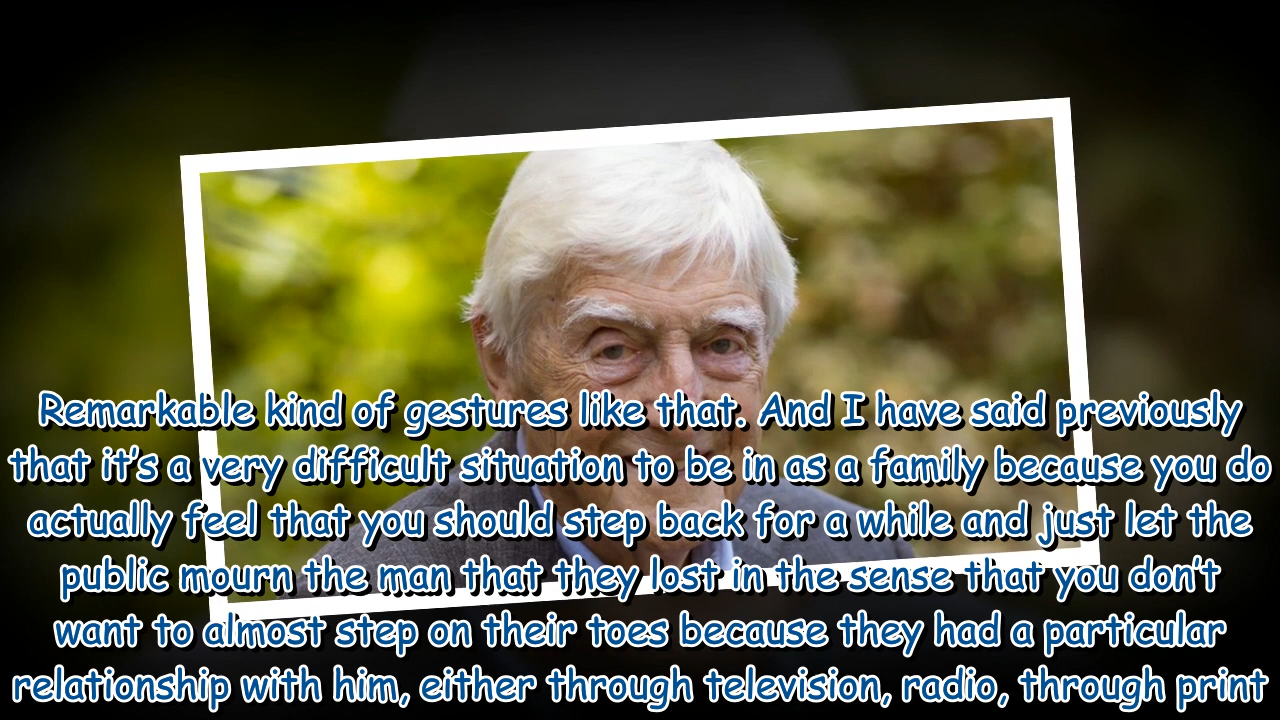 Remarkable kind of gestures like that. And I have said previously
that it’s a very difficult situation to be in as a family because you do
actually feel that you should step back for a while and just let the
public mourn the man that they lost in the sense that you don’t
want to almost step on their toes because they had a particular
relationship with him, either through television, radio, through print